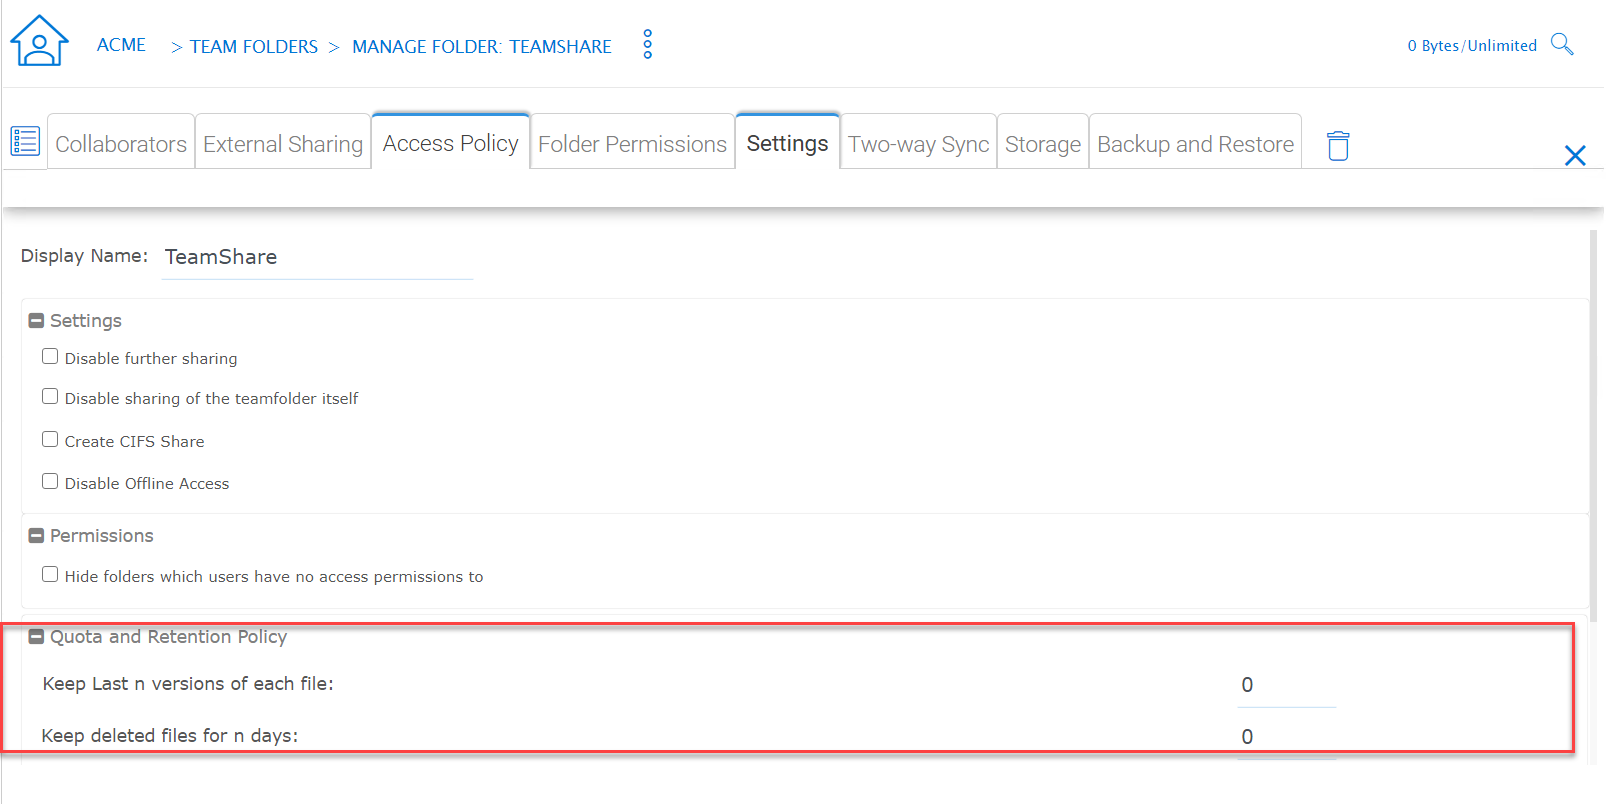 ACME > TEAM FOLDERS > MANAGE FOLDER: TEAMSHARE 0 Bytes/Unlimited
Collaborators External Sharing Access Policy Folder Permissions Settings Two-way Sync Storage Backup and Restore
Display Name: TeamShare
Settings
Disable further sharing
Disable sharing of the teamfolder itself
Create CIFS Share
Disable Offline Access
Permissions
Hide folders which users have no access permissions to
Quota and Retention Policy
Keep Last n versions of each file: 0
Keep deleted files for n days: 0